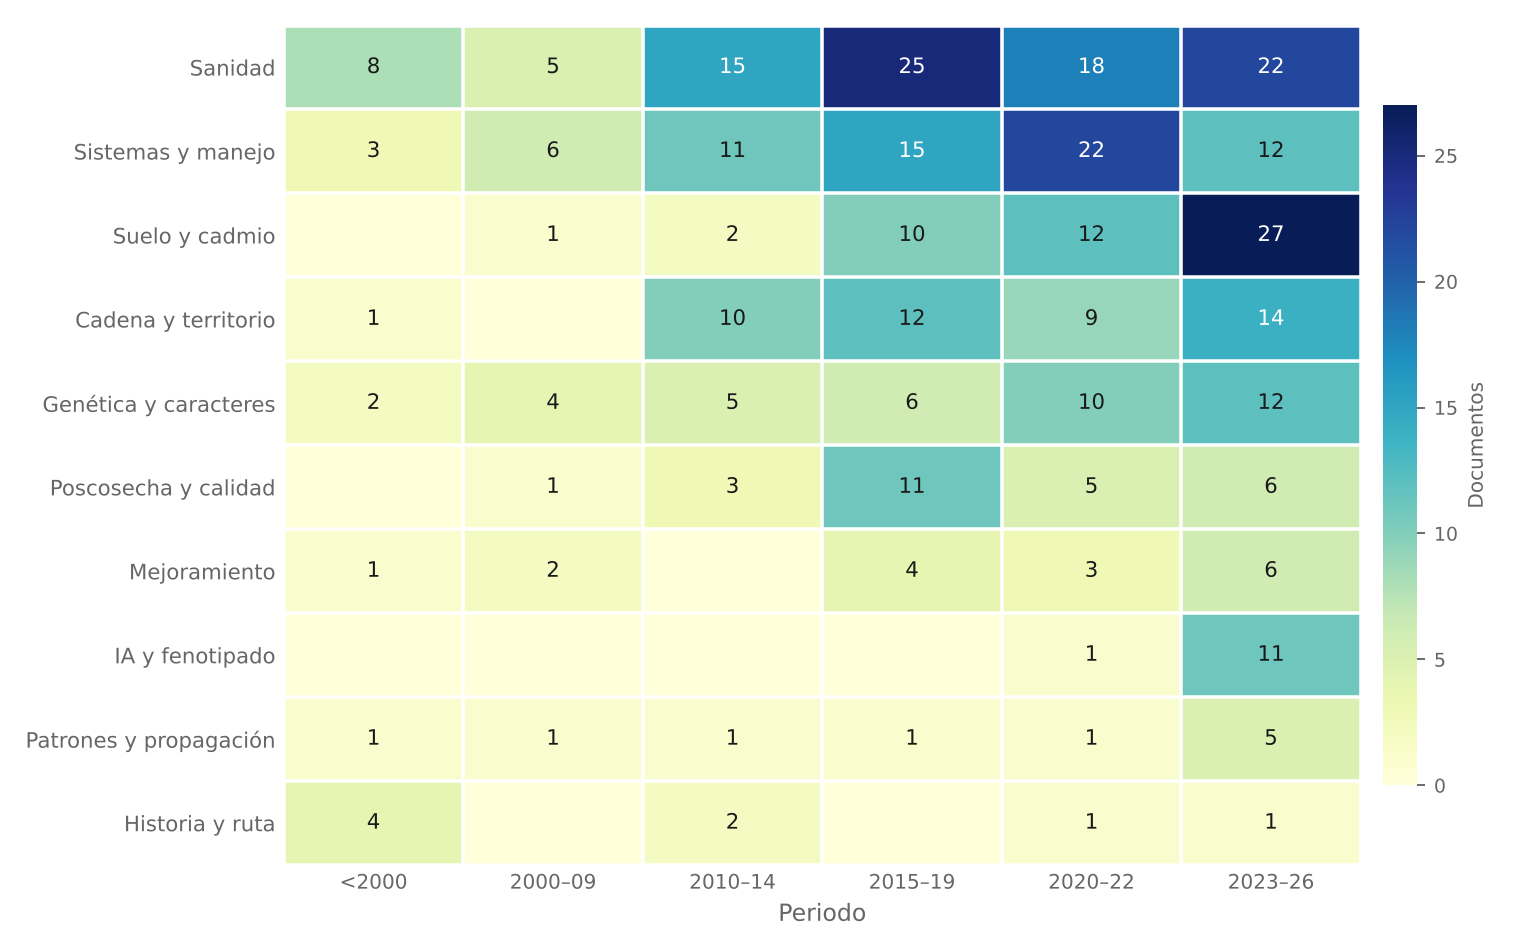 Sanidad 8 5 15 25 18 22
Sistemas y manejo 3 6 11 15 22 12
Suelo y cadmio 1 2 10 12 27
Cadena y territorio 1 10 12 9 14
Genética y caracteres 2 4 5 6 10 12
Poscosecha y calidad 1 3 11 5 6
Mejoramiento 1 2 4 3 6
IA y fenotipado 1 11
Patrones y propagación 1 1 1 1 1 5
Historia y ruta 4 2 1 1
<2000 2000–09 2010–14 2015–19 2020–22 2023–26
Periodo
25
20
15
10
5
0
Documentos